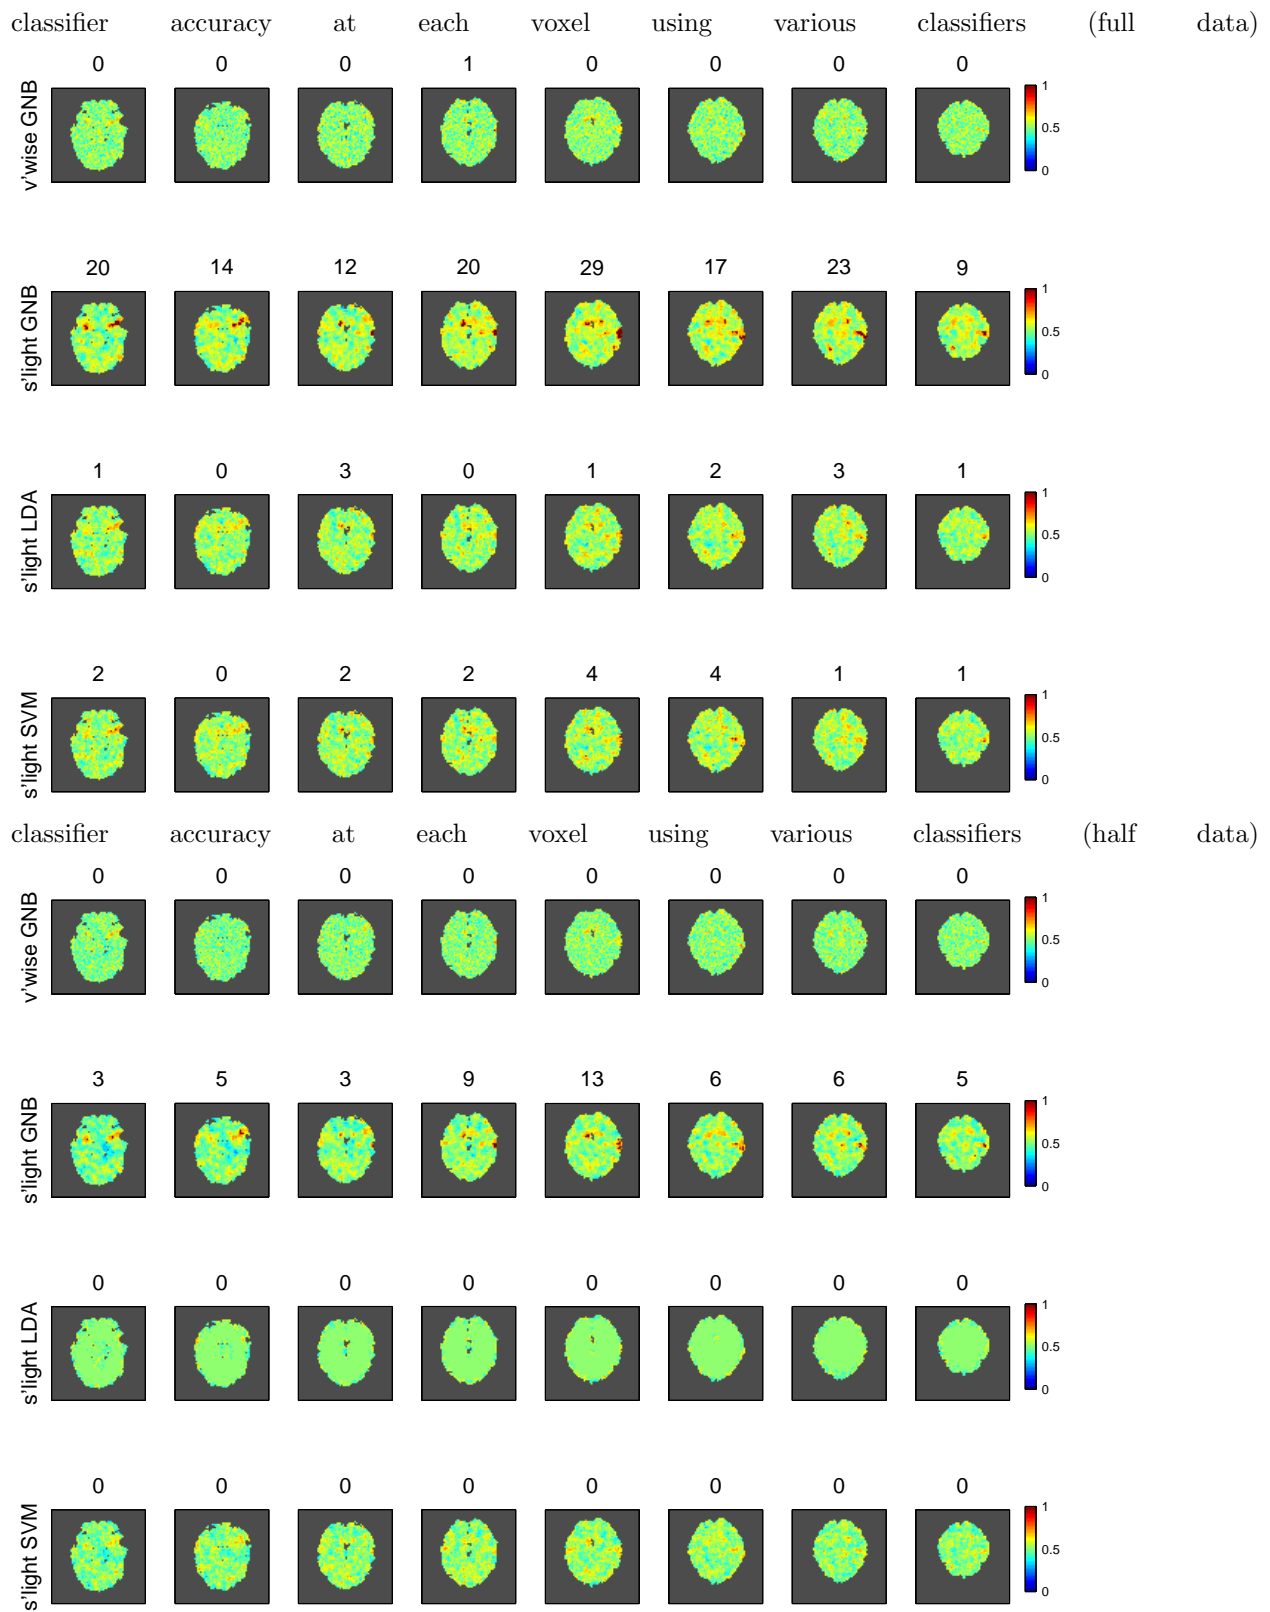 classifier accuracy at each voxel using various classifiers (full data)
0 0 0 1 0 0 0 0
v'wise GNB
1
0.5
0
20 14 12 20 29 17 23 9
s'light GNB
1
0.5
0
1 0 3 0 1 2 3 1
s'light LDA
1
0.5
0
2 0 2 2 4 4 1 1
s'light SVM
1
0.5
0
classifier accuracy at each voxel using various classifiers (half data)
0 0 0 0 0 0 0 0
v'wise GNB
1
0.5
0
3 5 3 9 13 6 6 5
s'light GNB
1
0.5
0
0 0 0 0 0 0 0 0
s'light LDA
1
0.5
0
0 0 0 0 0 0 0 0
s'light SVM
1
0.5
0